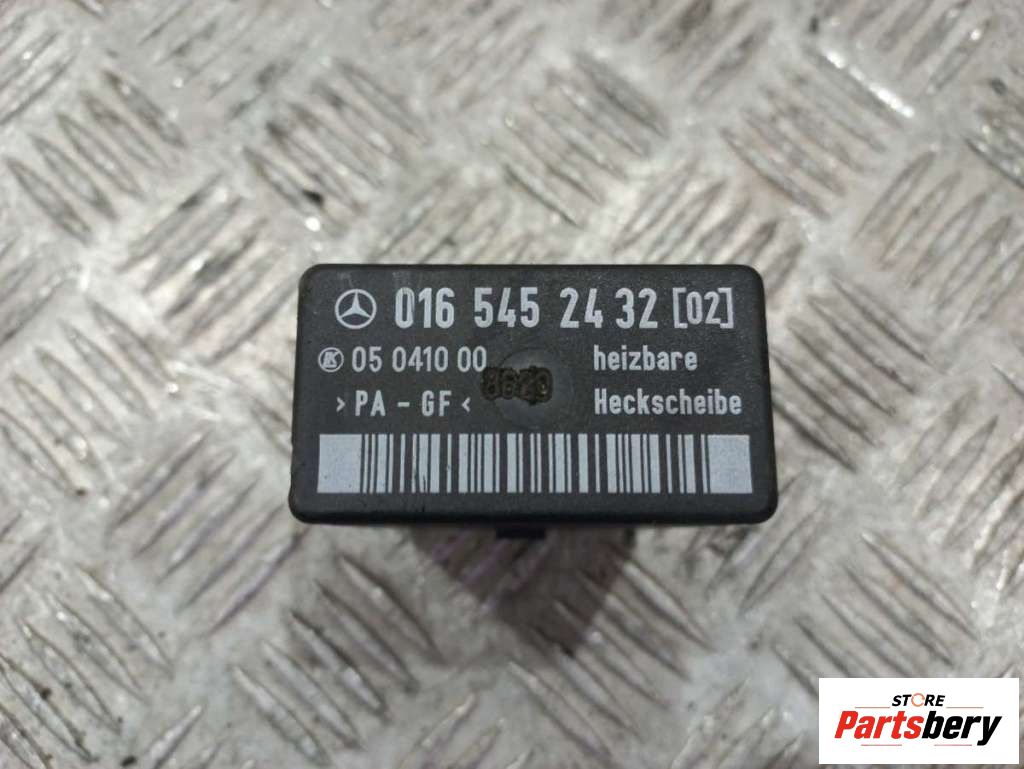 016 545 24 32 [02]
05 0410 00
heizbare
>PA - GF<
Heckscheibe
STORE
Partsbery